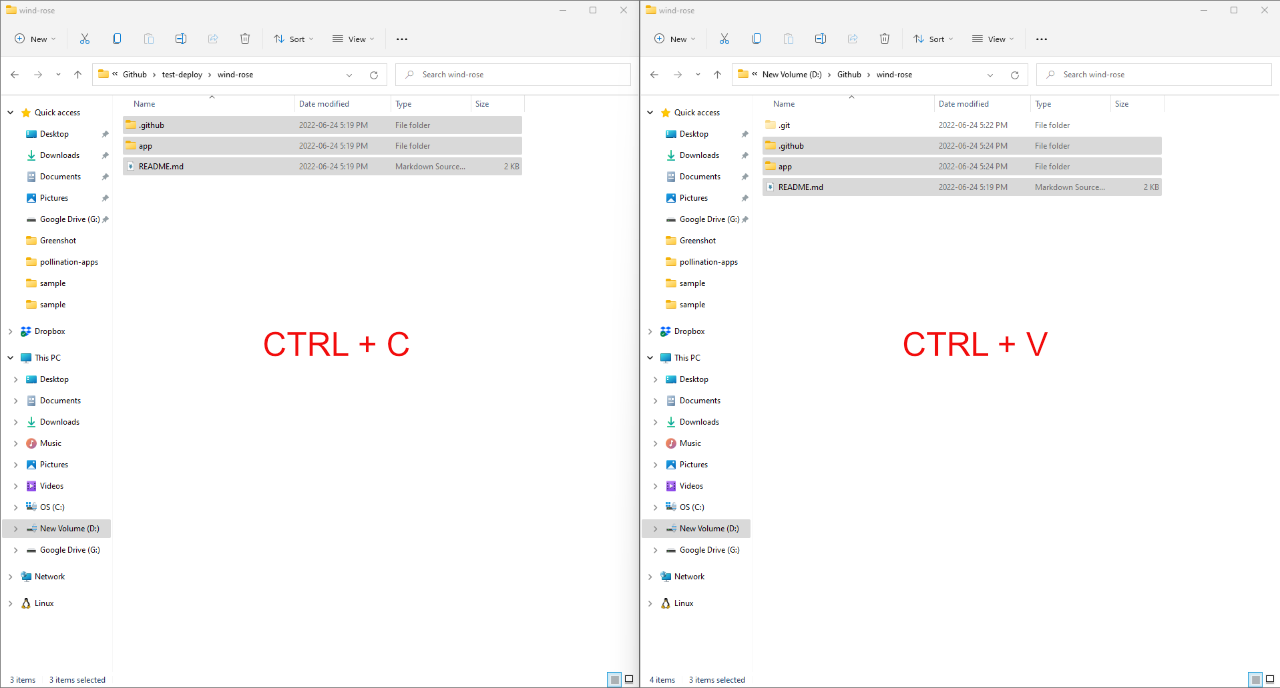 wind-rose
New Sort View
Github > test-deploy > wind-rose Search wind-rose
Name Date modified Type Size
Quick access
Desktop
Downloads
Documents
Pictures
Google Drive (G:)
Greenshot
pollination-apps
sample
sample
Dropbox
This PC
Desktop
Documents
Downloads
Music
Pictures
Videos
OS (C:)
New Volume (D:)
Google Drive (G:)
Network
Linux
.github 2022-06-24 5:19 PM File folder
app 2022-06-24 5:19 PM File folder
README.md 2022-06-24 5:19 PM Markdown Source... 2 KB
CTRL + C
3 items 3 items selected
wind-rose
New Sort View
New Volume (D:) > Github > wind-rose Search wind-rose
Name Date modified Type Size
Quick access
Desktop
Downloads
Documents
Pictures
Google Drive (G:)
Greenshot
pollination-apps
sample
sample
Dropbox
This PC
Desktop
Documents
Downloads
Music
Pictures
Videos
OS (C:)
New Volume (D:)
Google Drive (G:)
Network
Linux
.git 2022-06-24 5:22 PM File folder
.github 2022-06-24 5:24 PM File folder
app 2022-06-24 5:24 PM File folder
README.md 2022-06-24 5:19 PM Markdown Source... 2 KB
CTRL + V
4 items 3 items selected